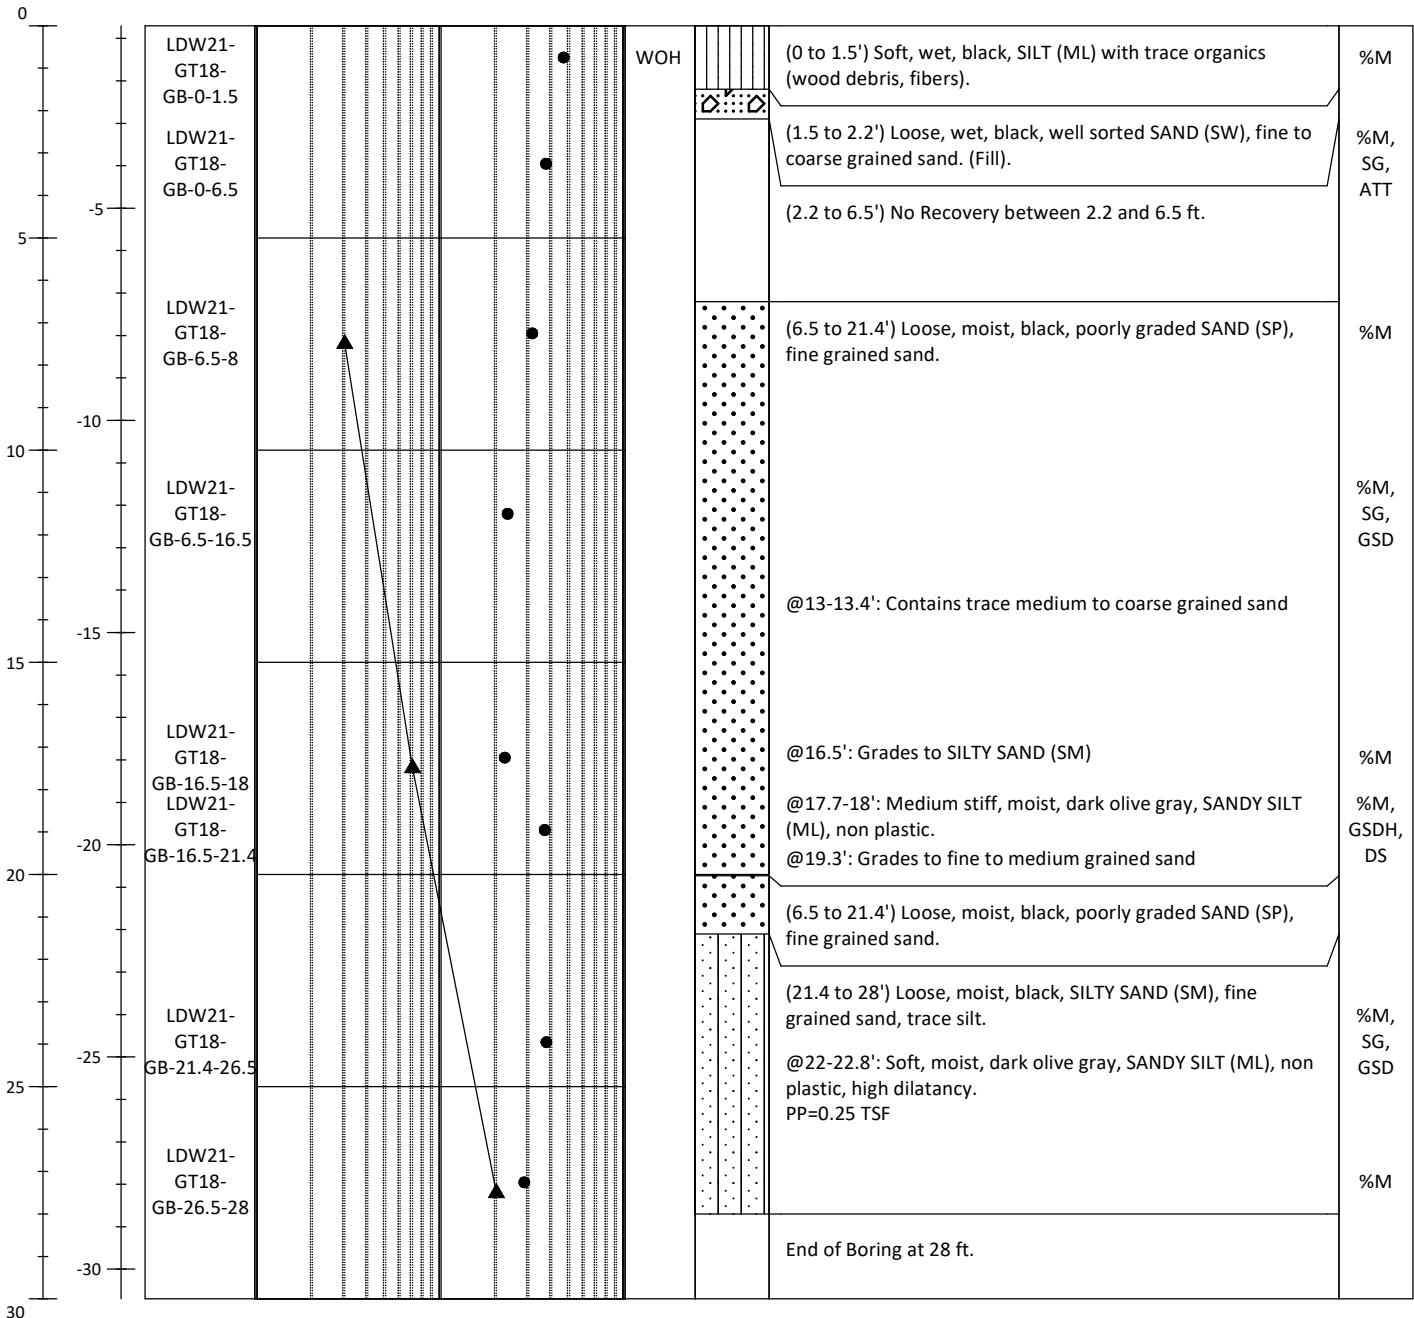 0
5
10
15
20
25
30
-5
-10
-15
-20
-25
-30
LDW21-
GT18-
GB-0-1.5
LDW21-
GT18-
GB-0-6.5
LDW21-
GT18-
GB-6.5-8
LDW21-
GT18-
GB-6.5-16.5
LDW21-
GT18-
GB-16.5-18
LDW21-
GT18-
GB-16.5-21.4
LDW21-
GT18-
GB-21.4-26.5
LDW21-
GT18-
GB-26.5-28
WOH
(0 to 1.5') Soft, wet, black, SILT (ML) with trace organics
(wood debris, fibers).
(1.5 to 2.2') Loose, wet, black, well sorted SAND (SW), fine to
coarse grained sand. (Fill).
(2.2 to 6.5') No Recovery between 2.2 and 6.5 ft.
(6.5 to 21.4') Loose, moist, black, poorly graded SAND (SP),
fine grained sand.
@13-13.4': Contains trace medium to coarse grained sand
@16.5': Grades to SILTY SAND (SM)
@17.7-18': Medium stiff, moist, dark olive gray, SANDY SILT
(ML), non plastic.
@19.3': Grades to fine to medium grained sand
(6.5 to 21.4') Loose, moist, black, poorly graded SAND (SP),
fine grained sand.
(21.4 to 28') Loose, moist, black, SILTY SAND (SM), fine
grained sand, trace silt.
@22-22.8': Soft, moist, dark olive gray, SANDY SILT (ML), non
plastic, high dilatancy.
PP=0.25 TSF
End of Boring at 28 ft.
%M
%M,
SG,
ATT
%M
%M,
SG,
GSD
%M
%M,
GSDH,
DS
%M,
SG,
GSD
%M